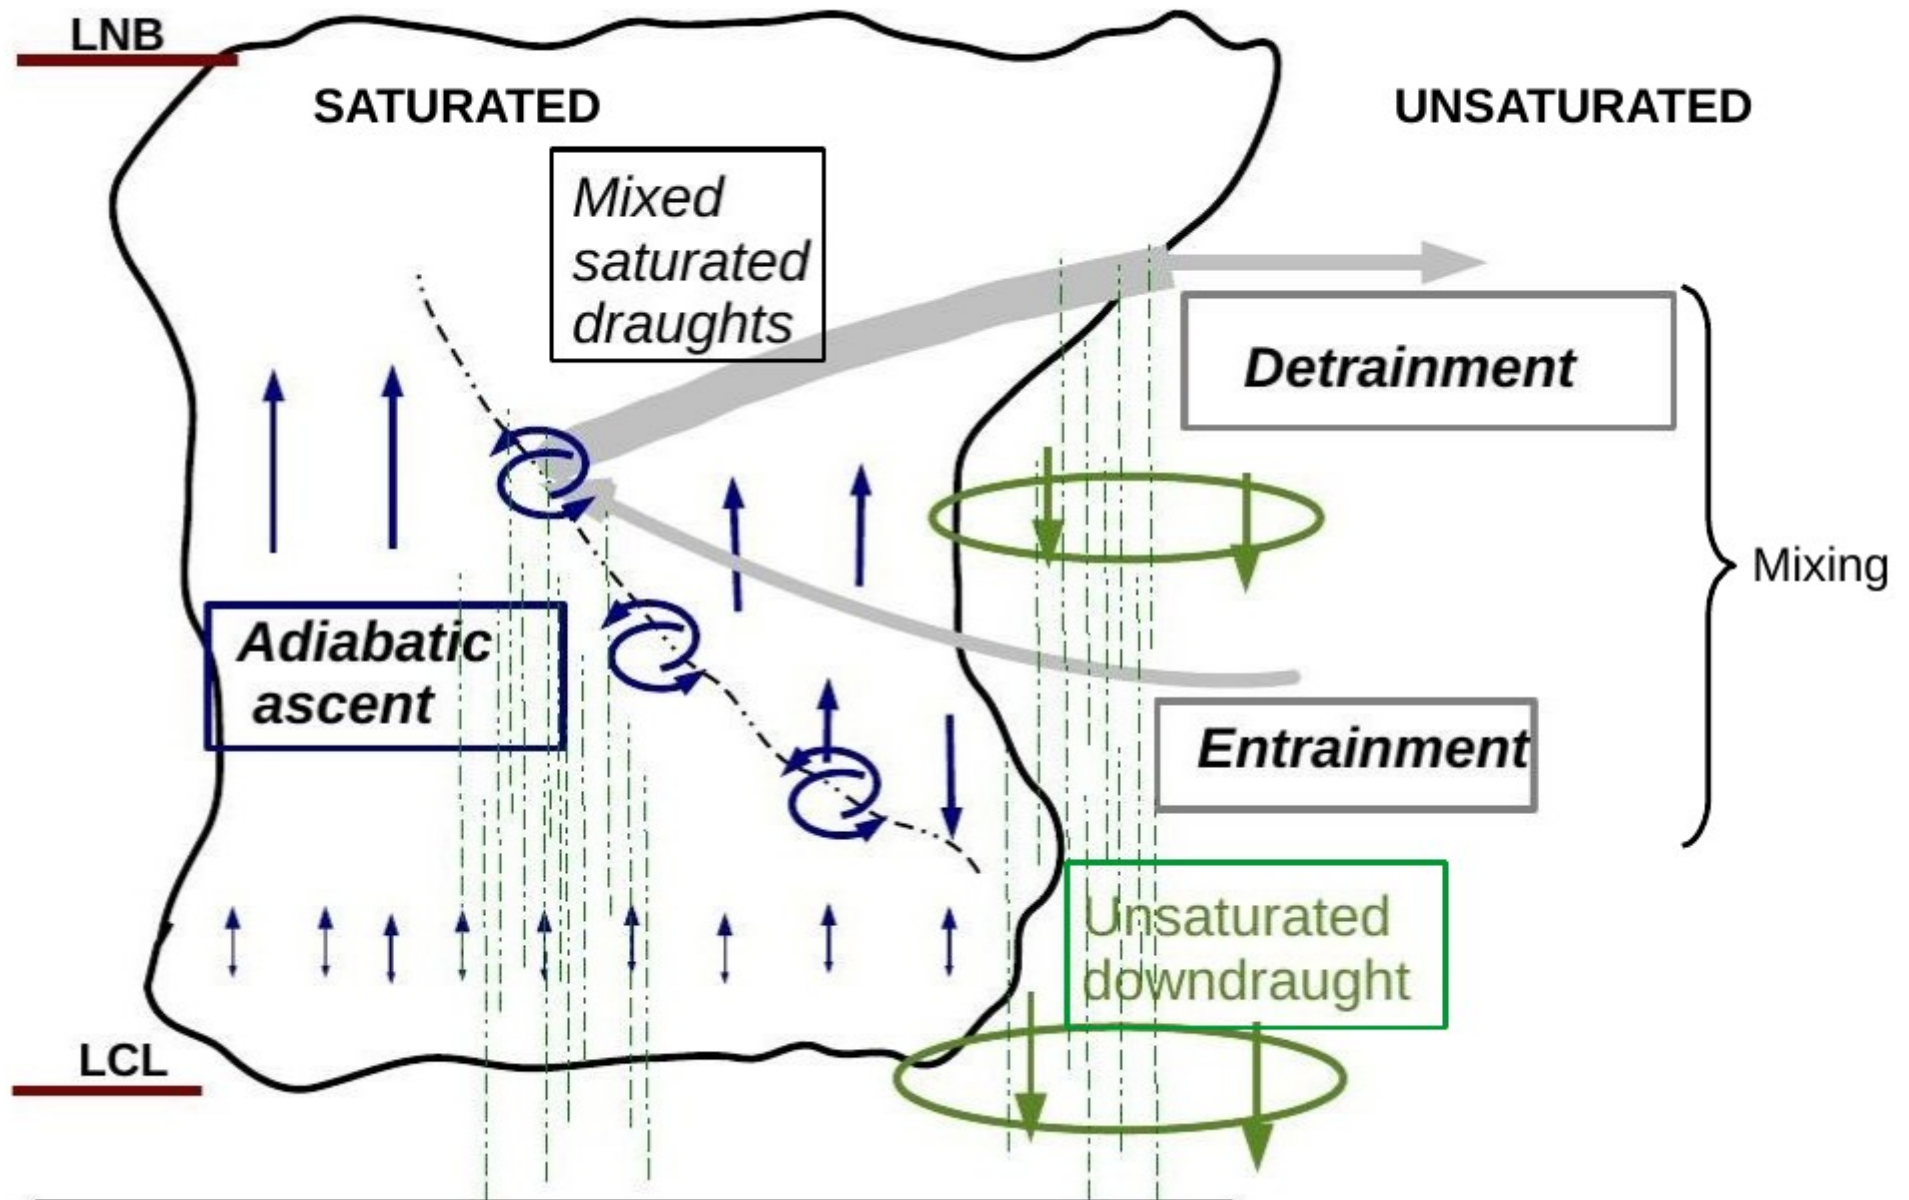 LNB
SATURATED
UNSATURATED
Mixed
saturated
draughts
Detrainment
Mixing
Adiabatic
ascent
Entrainment
Unsaturated
downdraught
LCL